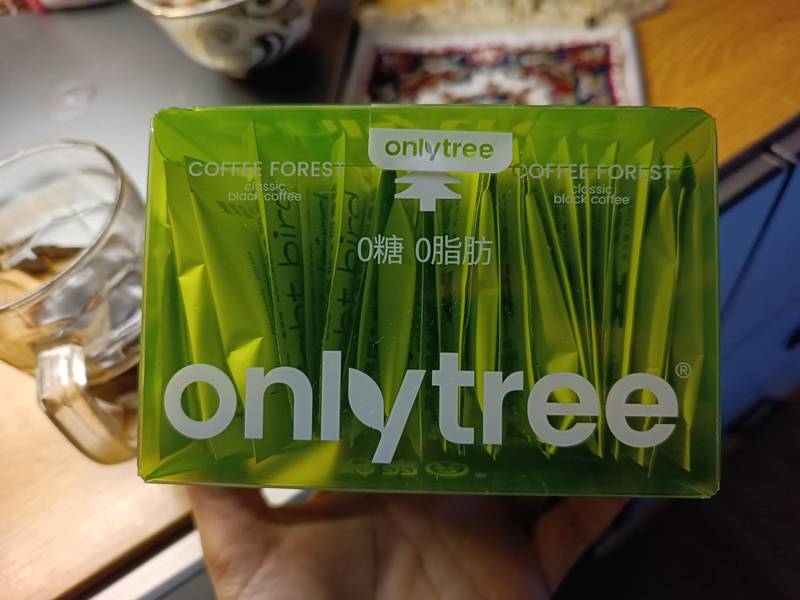 onlytree
COFFEE FOREST
classic
black coffee
COFFEE FOREST
classic
black coffee
0糖 0脂肪
onlytree®